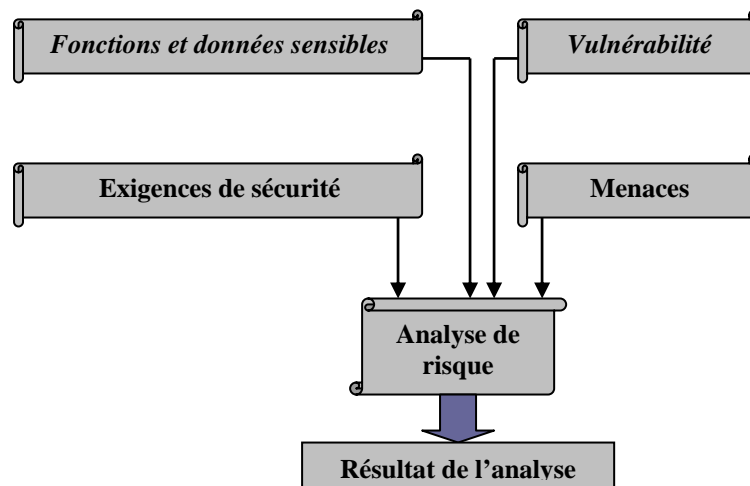 Fonctions et données sensibles
Vulnérabilité
Exigences de sécurité
Menaces
Analyse de
risque
Résultat de l'analyse